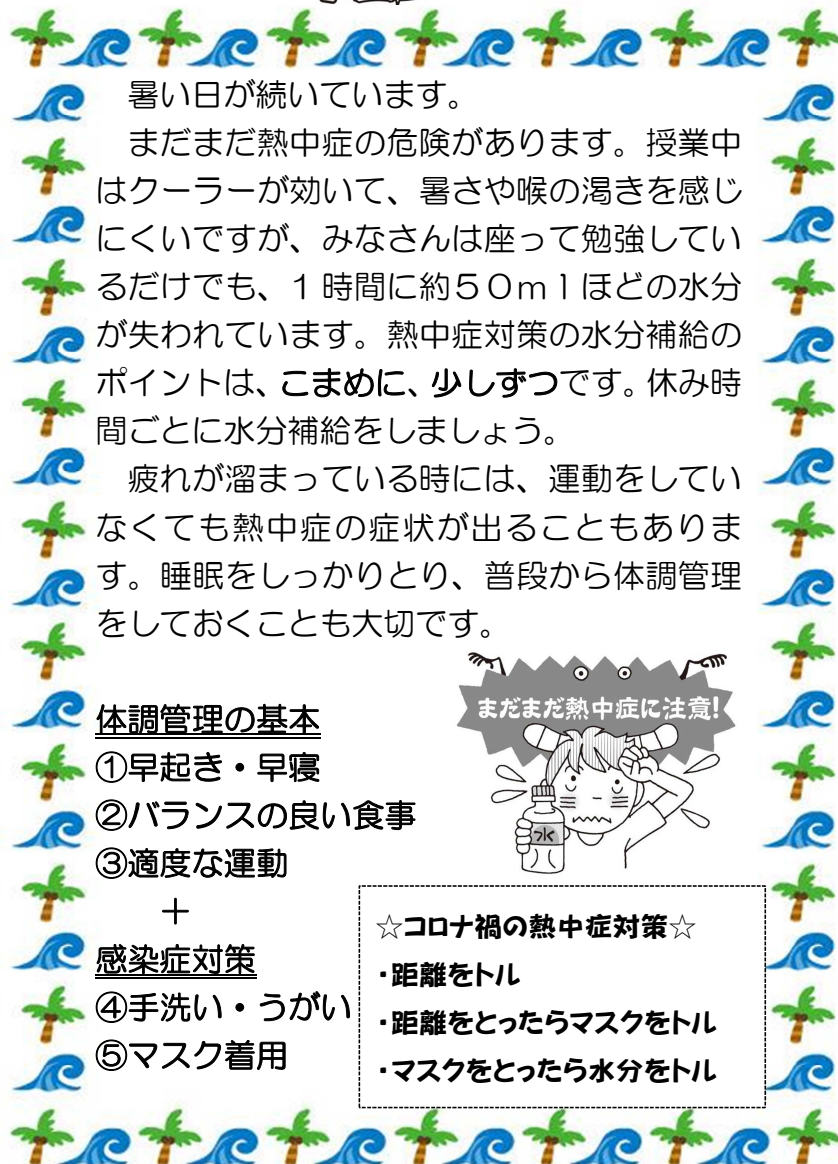 暑い日が続いています。
まだまだ熱中症の危険があります。授業中
はクーラーが効いて、暑さや喉の渇きを感じ
にくいですが、みなさんは座って勉強してい
るだけでも、1時間に約50mlほどの水分
が失われています。熱中症対策の水分補給の
ポイントは、こまめに、少しずつです。休み時
間ごとに水分補給をしましょう。
疲れが溜まっている時には、運動をしてい
なくても熱中症の症状が出ることもありま
す。睡眠をしっかりとり、普段から体調管理
をしておくことも大切です。
まだまだ熱中症に注意!
水
体調管理の基本
①早起き・早寝
②バランスの良い食事
③適度な運動
+
感染症対策
④手洗い・うがい
⑤マスク着用
☆コロナ禍の熱中症対策☆
・距離をトル
・距離をとったらマスクをトル
・マスクをとったら水分をトル